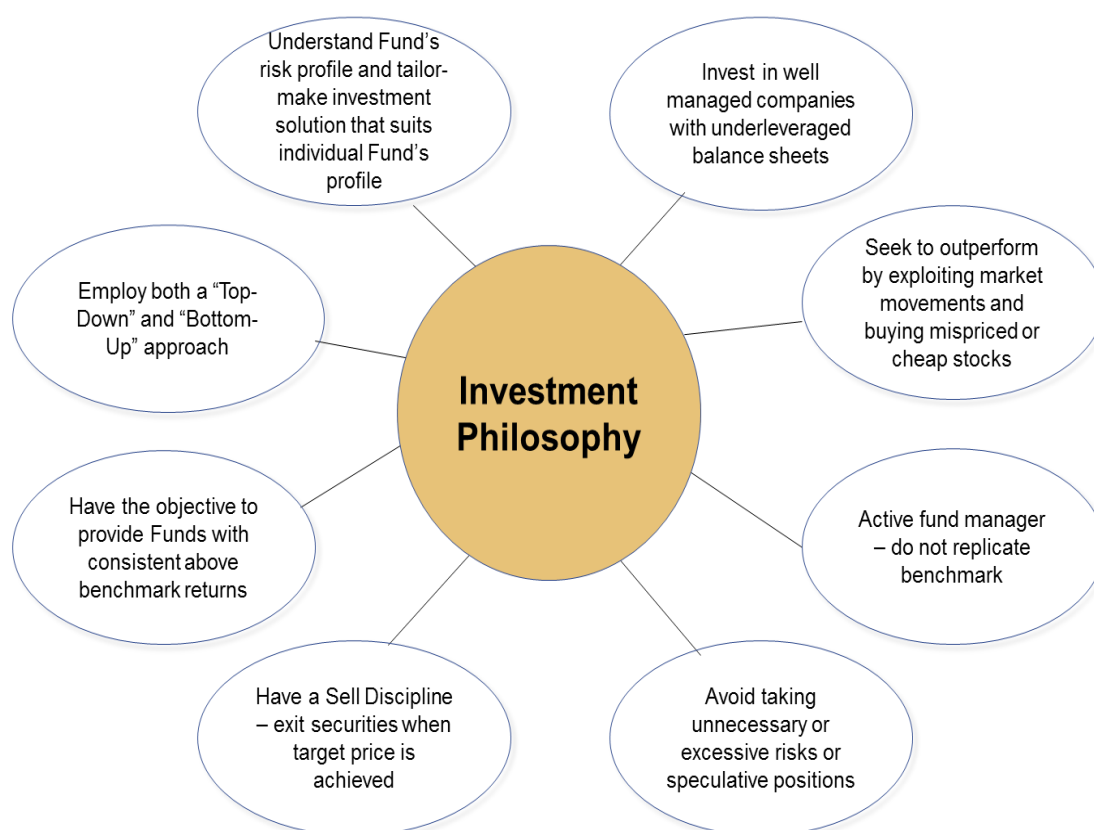 Understand Fund’s
risk profile and tailor-
make investment
solution that suits
individual Fund’s
profile
Invest in well
managed companies
with underleveraged
balance sheets
Employ both a “Top-
Down” and “Bottom-
Up” approach
Seek to outperform
by exploiting market
movements and
buying mispriced or
cheap stocks
Investment
Philosophy
Have the objective to
provide Funds with
consistent above
benchmark returns
Active fund manager
– do not replicate
benchmark
Have a Sell Discipline
– exit securities when
target price is
achieved
Avoid taking
unnecessary or
excessive risks or
speculative positions